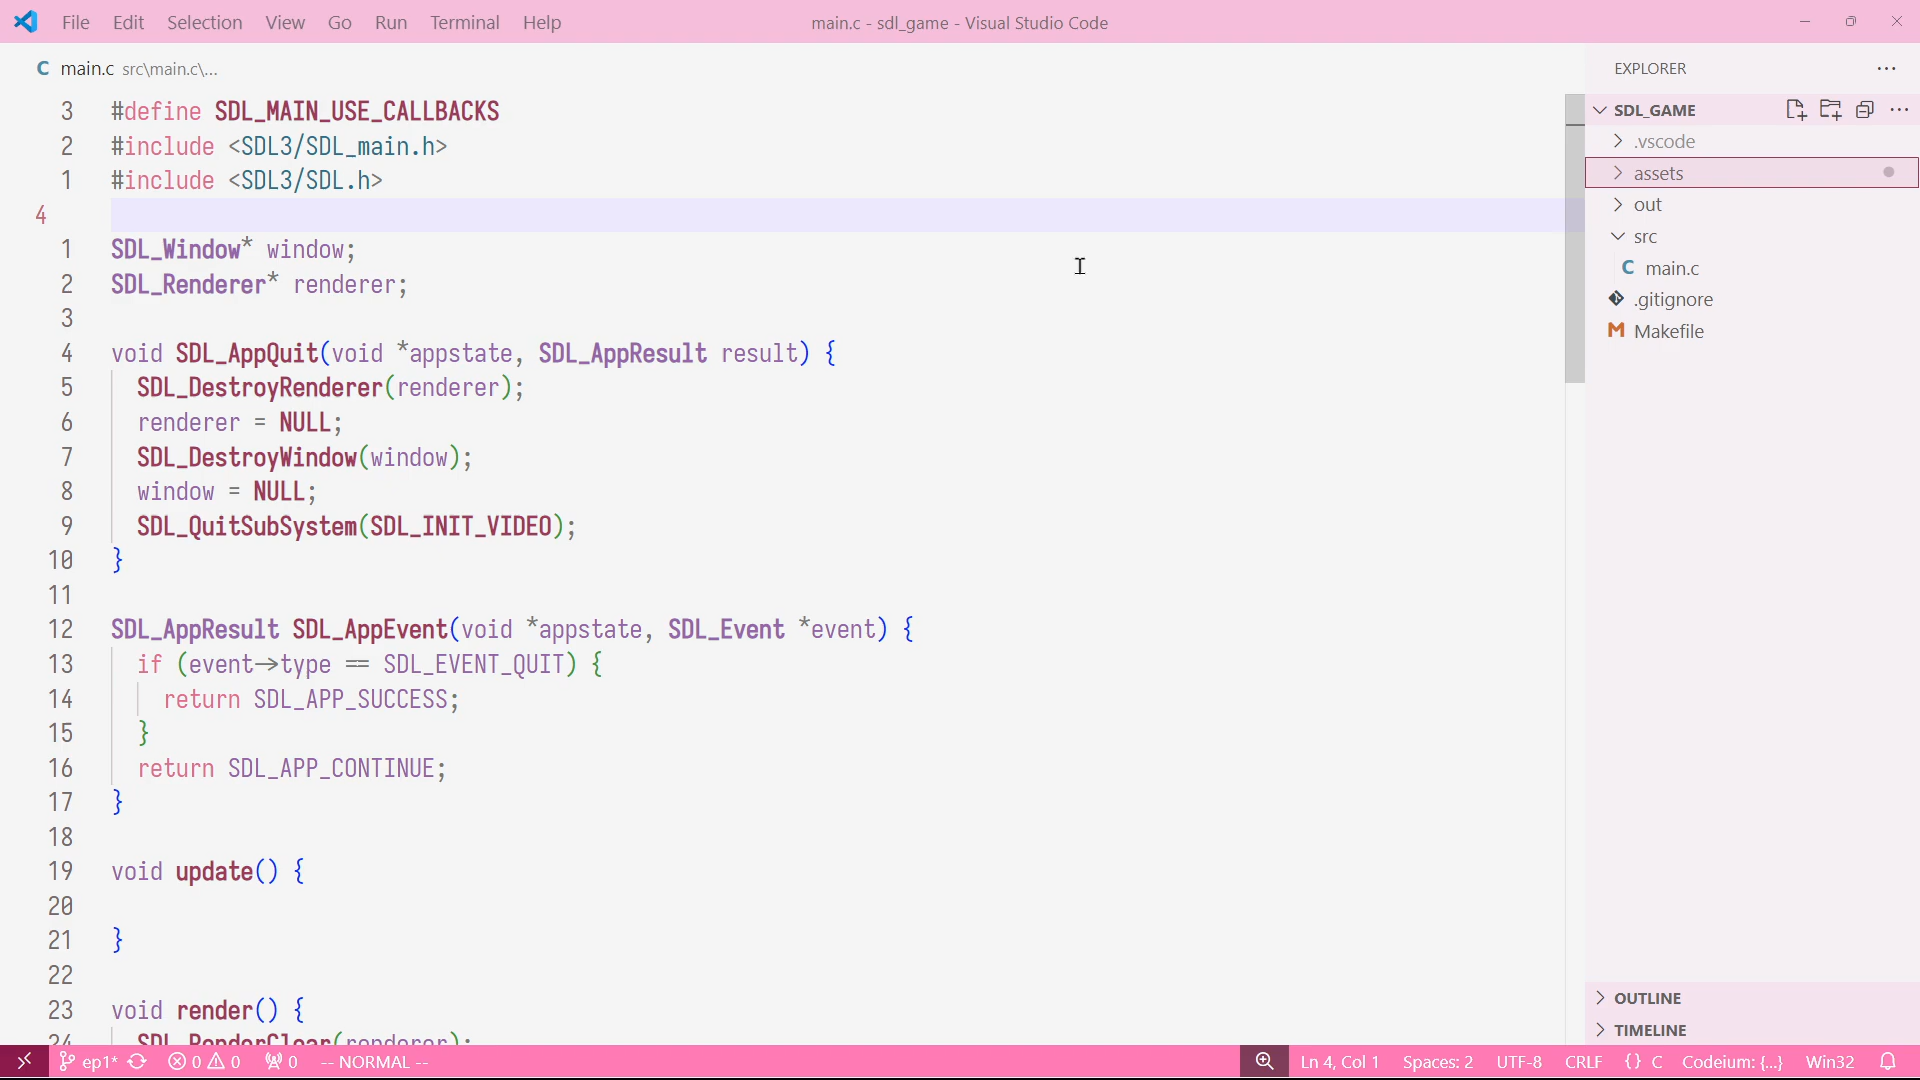 File Edit Selection View Go Run Terminal Help main.c - sdl_game - Visual Studio Code
C main.c src\main.c\...
EXPLORER ...
3 #define SDL_MAIN_USE_CALLBACKS
2 #include <SDL3/SDL_main.h>
1 #include <SDL3/SDL.h>
4
1 SDL_Window* window;
2 SDL_Renderer* renderer;
3
4 void SDL_AppQuit(void *appstate, SDL_AppResult result) {
5 SDL_DestroyRenderer(renderer);
6 renderer = NULL;
7 SDL_DestroyWindow(window);
8 window = NULL;
9 SDL_QuitSubSystem(SDL_INIT_VIDEO);
10 }
11
12 SDL_AppResult SDL_AppEvent(void *appstate, SDL_Event *event) {
13 if (event->type == SDL_EVENT_QUIT) {
14 return SDL_APP_SUCCESS;
15 }
16 return SDL_APP_CONTINUE;
17 }
18
19 void update() {
20
21 }
22
23 void render() {
24 SDL_RenderClear(renderer);
SDL_GAME ...
.vscode
assets
out
src
C main.c
.gitignore
M Makefile
OUTLINE
TIMELINE
ep1* 0 0 0 -- NORMAL -- Ln 4, Col 1 Spaces: 2 UTF-8 CRLF {} C Codeium: {...} Win32